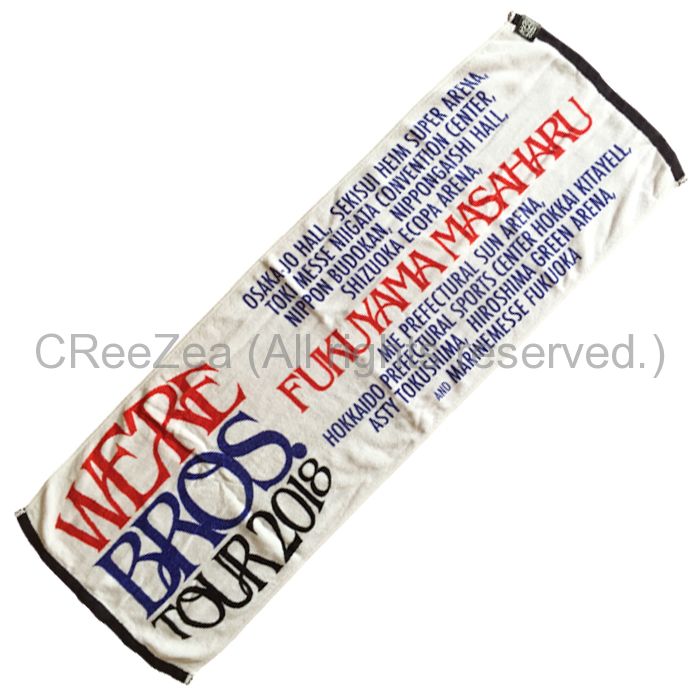 OSAKA-JO HALL, SEKISUI HEIM SUPER ARENA,
TOKI MESSE NIIGATA CONVENTION CENTER,
NIPPON BUDOKAN, NIPPONGAISHI HALL,
SHIZUOKA ECOPA ARENA,
FUKUYAMA MASAHARU
MIE PREFECTURAL SUN ARENA,
HOKKAIDO PREFECTURAL SPORTS CENTER HOKKAI KITAYELL,
ASTY TOKUSHIMA, HIROSHIMA GREEN ARENA,
AND MARINEMESSE FUKUOKA
WE'RE
BROS.
TOUR 2018
CReeZea (All rights reserved.)